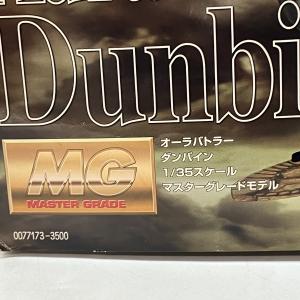 Dunbi
MG
MASTER GRADE
オーラバトラー
ダンバイン
1/35スケール
マスターグレードモデル
0077173-3500